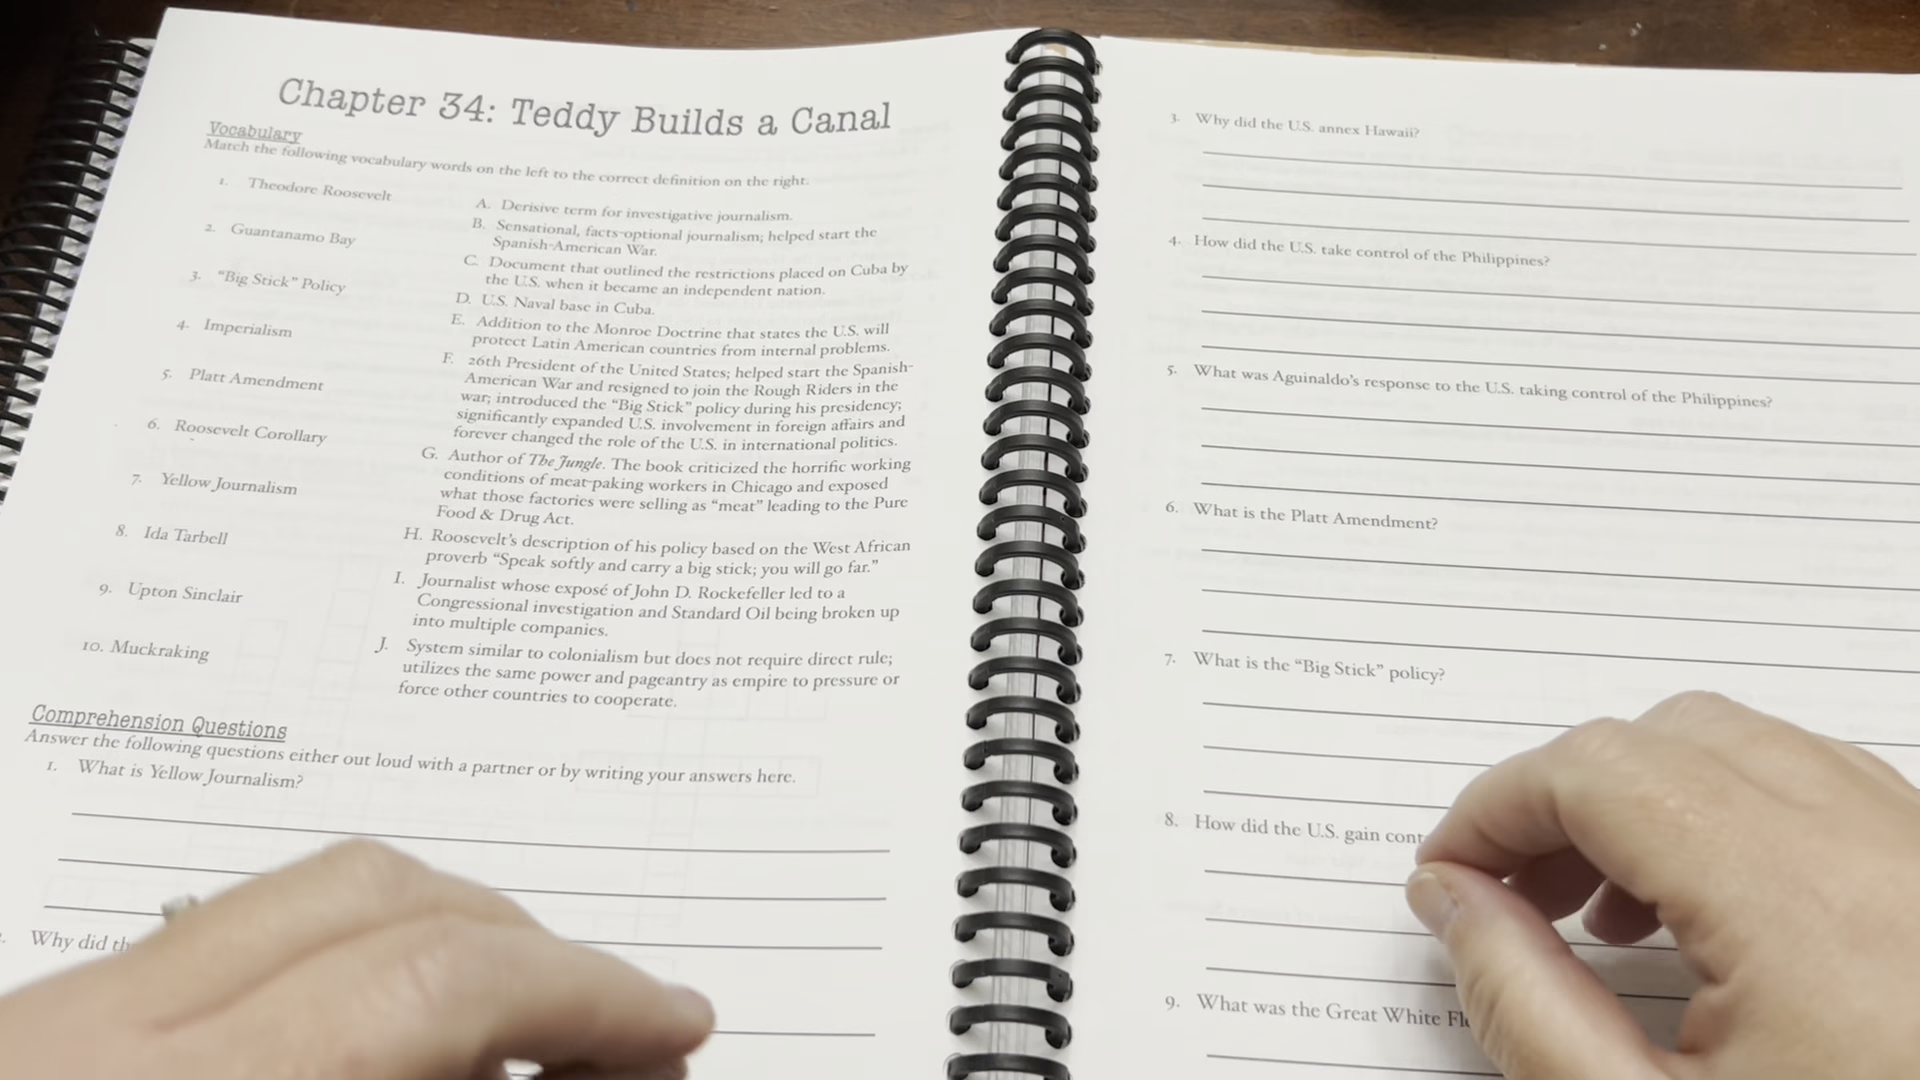 Chapter 34: Teddy Builds a Canal
Vocabulary
Match the following vocabulary words on the left to the correct definition on the right.
1. Theodore Roosevelt
2. Guantanamo Bay
3. "Big Stick" Policy
4. Imperialism
5. Platt Amendment
6. Roosevelt Corollary
7. Yellow Journalism
8. Ida Tarbell
9. Upton Sinclair
10. Muckraking
A. Derisive term for investigative journalism.
B. Sensational, facts-optional journalism; helped start the
Spanish-American War.
C. Document that outlined the restrictions placed on Cuba by
the U.S. when it became an independent nation.
D. U.S. Naval base in Cuba.
E. Addition to the Monroe Doctrine that states the U.S. will
protect Latin American countries from internal problems.
F. 26th President of the United States; helped start the Spanish-
American War and resigned to join the Rough Riders in the
war; introduced the "Big Stick" policy during his presidency;
significantly expanded U.S. involvement in foreign affairs and
forever changed the role of the U.S. in international politics.
G. Author of The Jungle. The book criticized the horrific working
conditions of meat-paking workers in Chicago and exposed
what those factories were selling as "meat" leading to the Pure
Food & Drug Act.
H. Roosevelt's description of his policy based on the West African
proverb "Speak softly and carry a big stick; you will go far."
I. Journalist whose exposé of John D. Rockefeller led to a
Congressional investigation and Standard Oil being broken up
into multiple companies.
J. System similar to colonialism but does not require direct rule;
utilizes the same power and pageantry as empire to pressure or
force other countries to cooperate.
Comprehension Questions
Answer the following questions either out loud with a partner or by writing your answers here.
1. What is Yellow Journalism?
Why did
3. Why did the U.S. annex Hawaii?
4. How did the U.S. take control of the Philippines?
5. What was Aguinaldo's response to the U.S. taking control of the Philippines?
6. What is the Platt Amendment?
7. What is the "Big Stick" policy?
8. How did the U.S. gain
9. What was the Great White